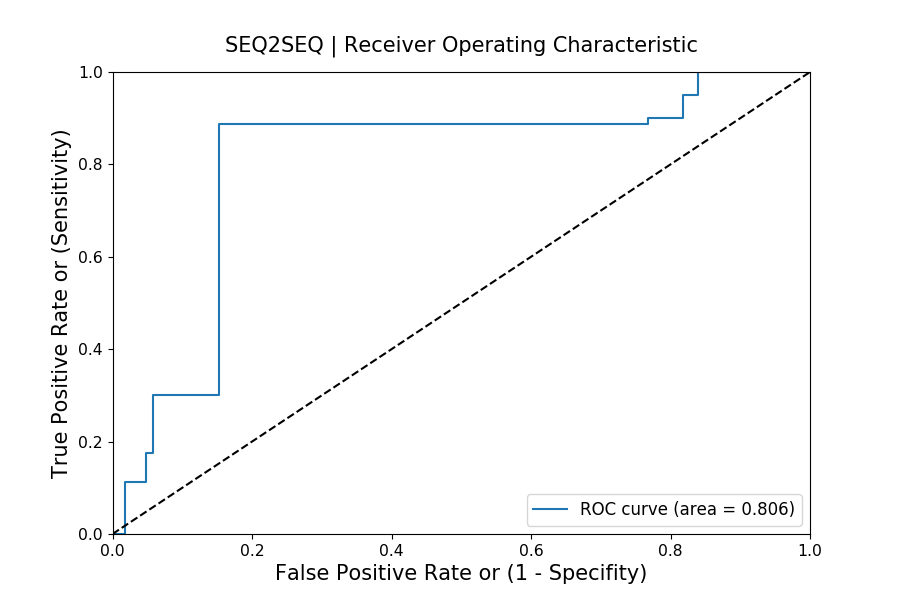 SEQ2SEQ | Receiver Operating Characteristic
True Positive Rate or (Sensitivity)
1.0
0.8
0.6
0.4
0.2
0.0
ROC curve (area = 0.806)
0.0 0.2 0.4 0.6 0.8 1.0
False Positive Rate or (1 - Specifity)